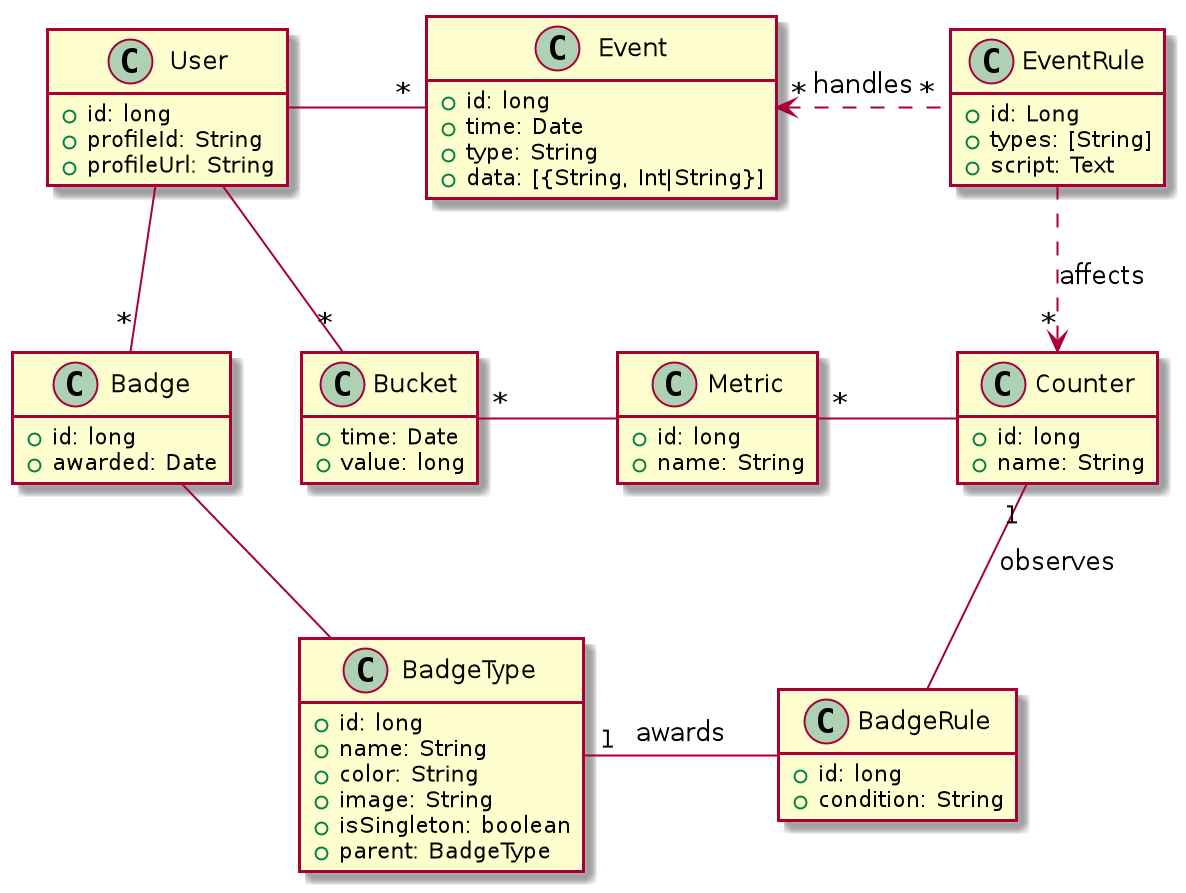 C User
+ id: long
+ profileId: String
+ profileUrl: String
*
C Event
id: long
time: Date
type: String
data: [{String, Int|String}]
* handles *
C EventRule
id: Long
types: [String]
script: Text
affects
*
*
*
C Badge
id: long
awarded: Date
C Bucket
time: Date
value: long
*
C Metric
id: long
name: String
*
C Counter
id: long
name: String
1
observes
C BadgeType
id: long
name: String
color: String
image: String
isSingleton: boolean
parent: BadgeType
1 awards
C BadgeRule
id: long
condition: String